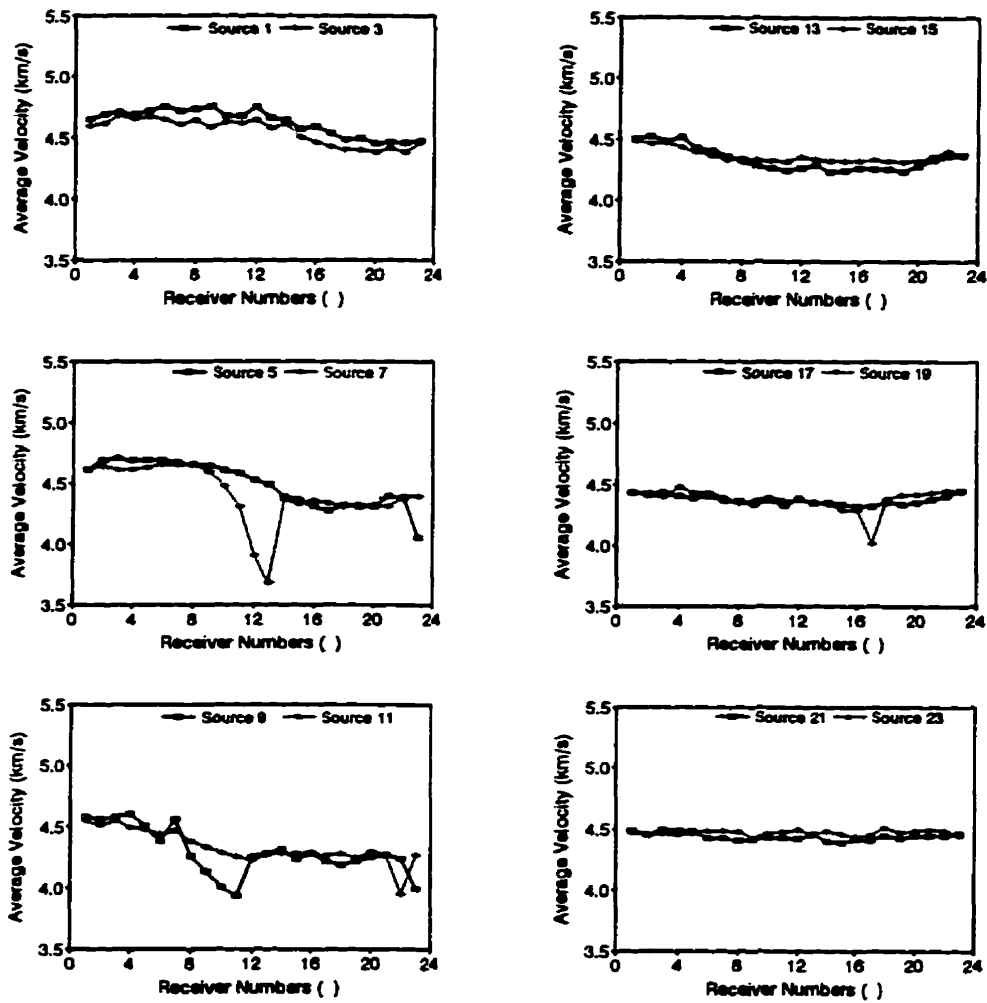 Source 1 Source 3
Average Velocity (km/s)
5.5
5.0
4.5
4.0
3.5
0 4 8 12 16 20 24
Receiver Numbers ( )
Source 13 Source 15
Average Velocity (km/s)
5.5
5.0
4.5
4.0
3.5
0 4 8 12 16 20 24
Receiver Numbers ( )
Source 5 Source 7
Average Velocity (km/s)
5.5
5.0
4.5
4.0
3.5
0 4 8 12 16 20 24
Receiver Numbers ( )
Source 17 Source 19
Average Velocity (km/s)
5.5
5.0
4.5
4.0
3.5
0 4 8 12 16 20 24
Receiver Numbers ( )
Source 9 Source 11
Average Velocity (km/s)
5.5
5.0
4.5
4.0
3.5
0 4 8 12 16 20 24
Receiver Numbers ( )
Source 21 Source 23
Average Velocity (km/s)
5.5
5.0
4.5
4.0
3.5
0 4 8 12 16 20 24
Receiver Numbers ( )